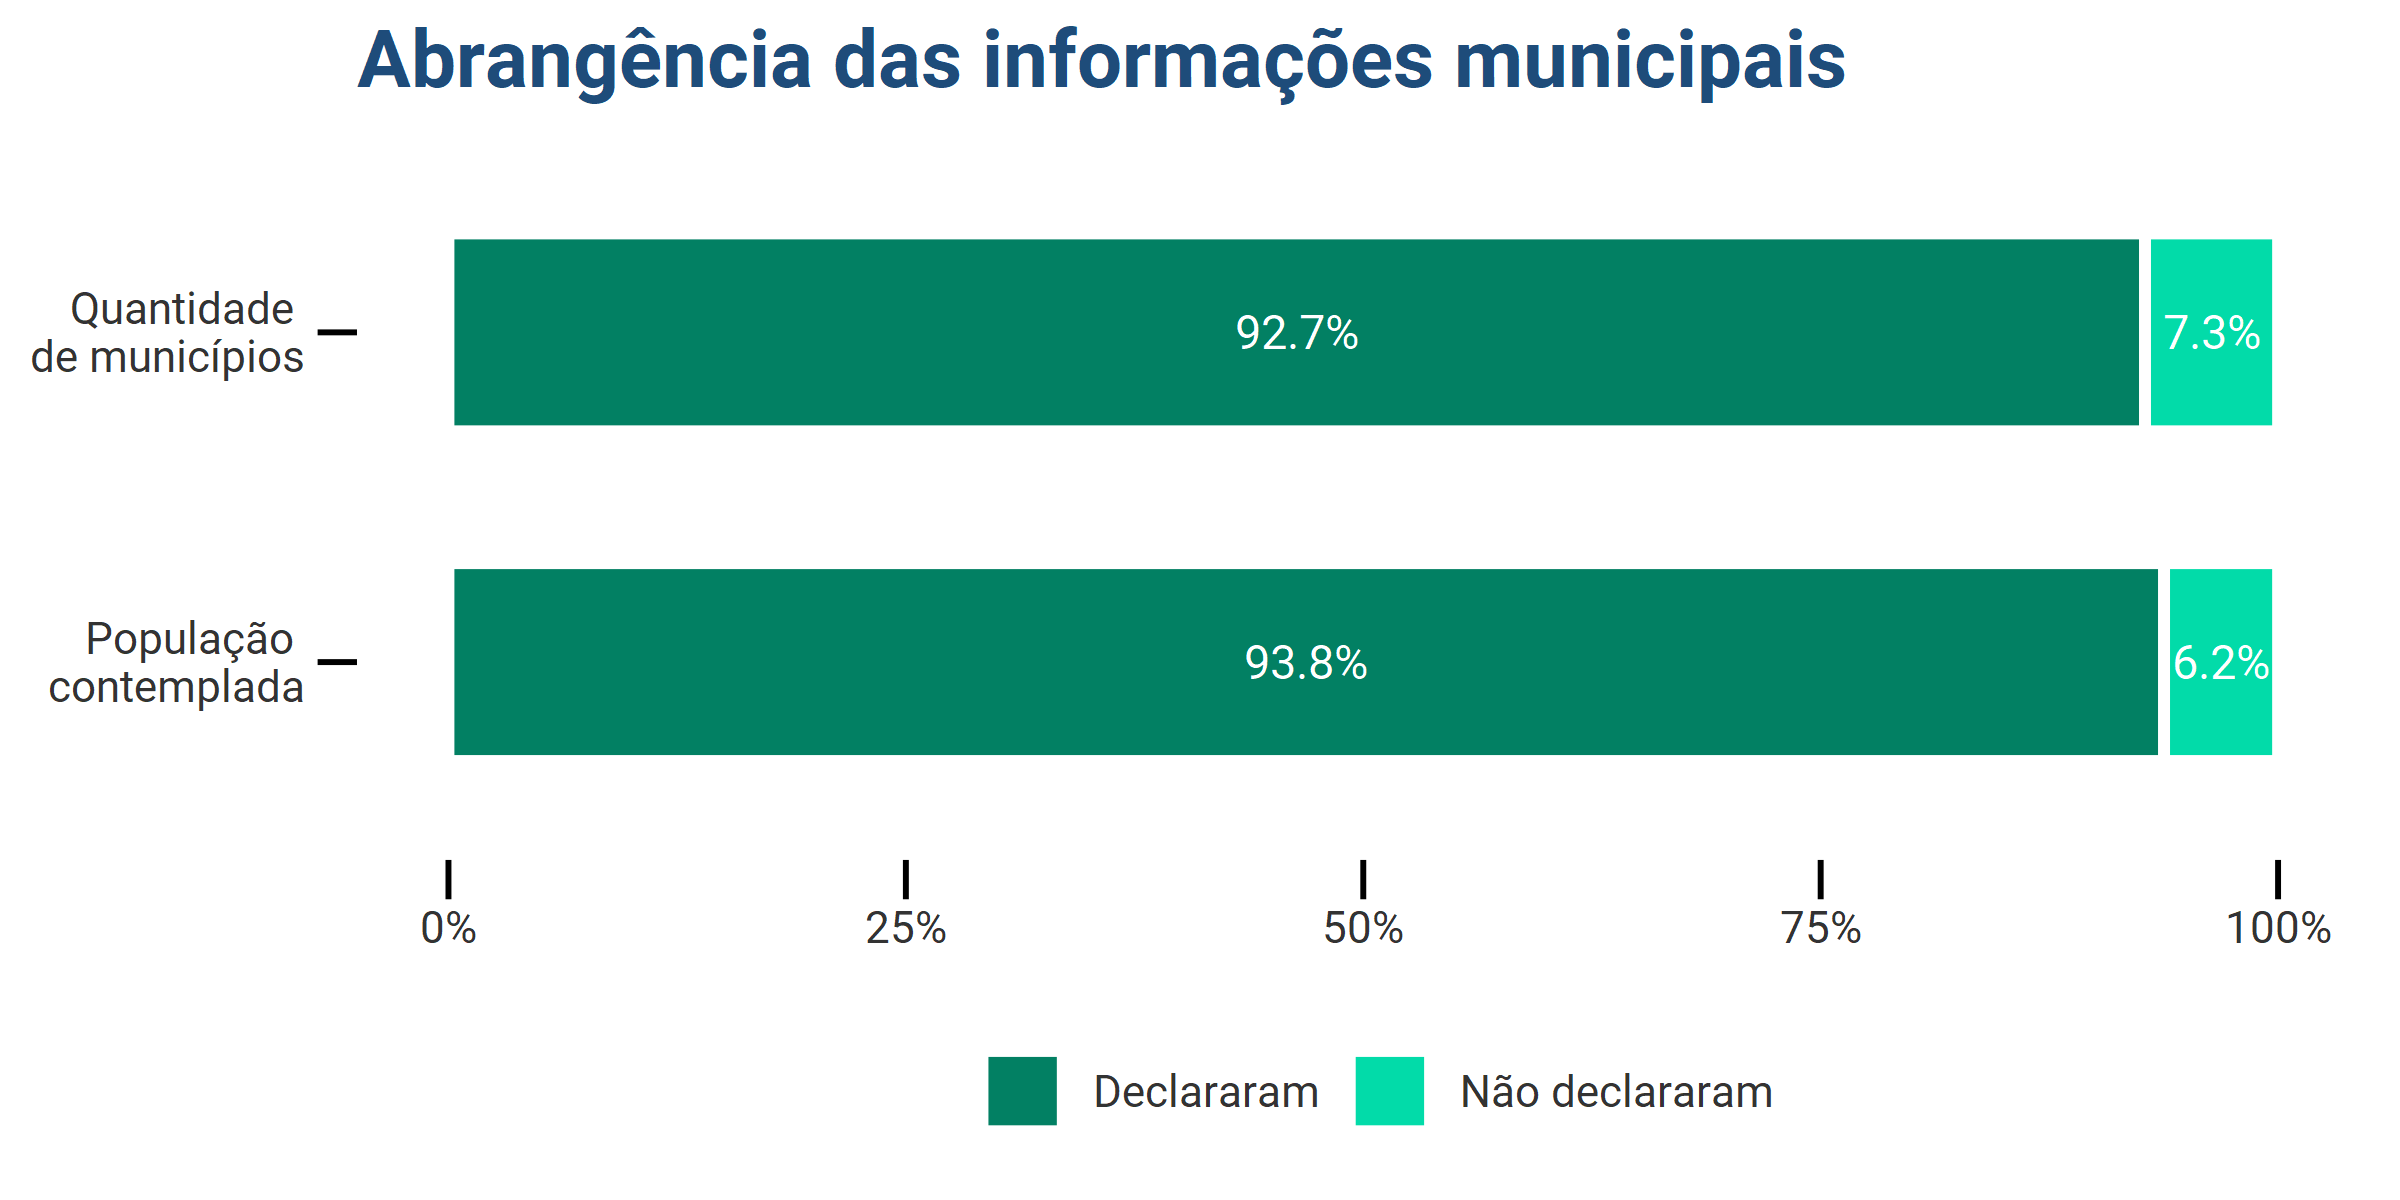 Abrangência das informações municipais
Quantidade
de municípios
92.7%
7.3%
População
contemplada
93.8%
6.2%
0%
25%
50%
75%
100%
Declararam
Não declararam